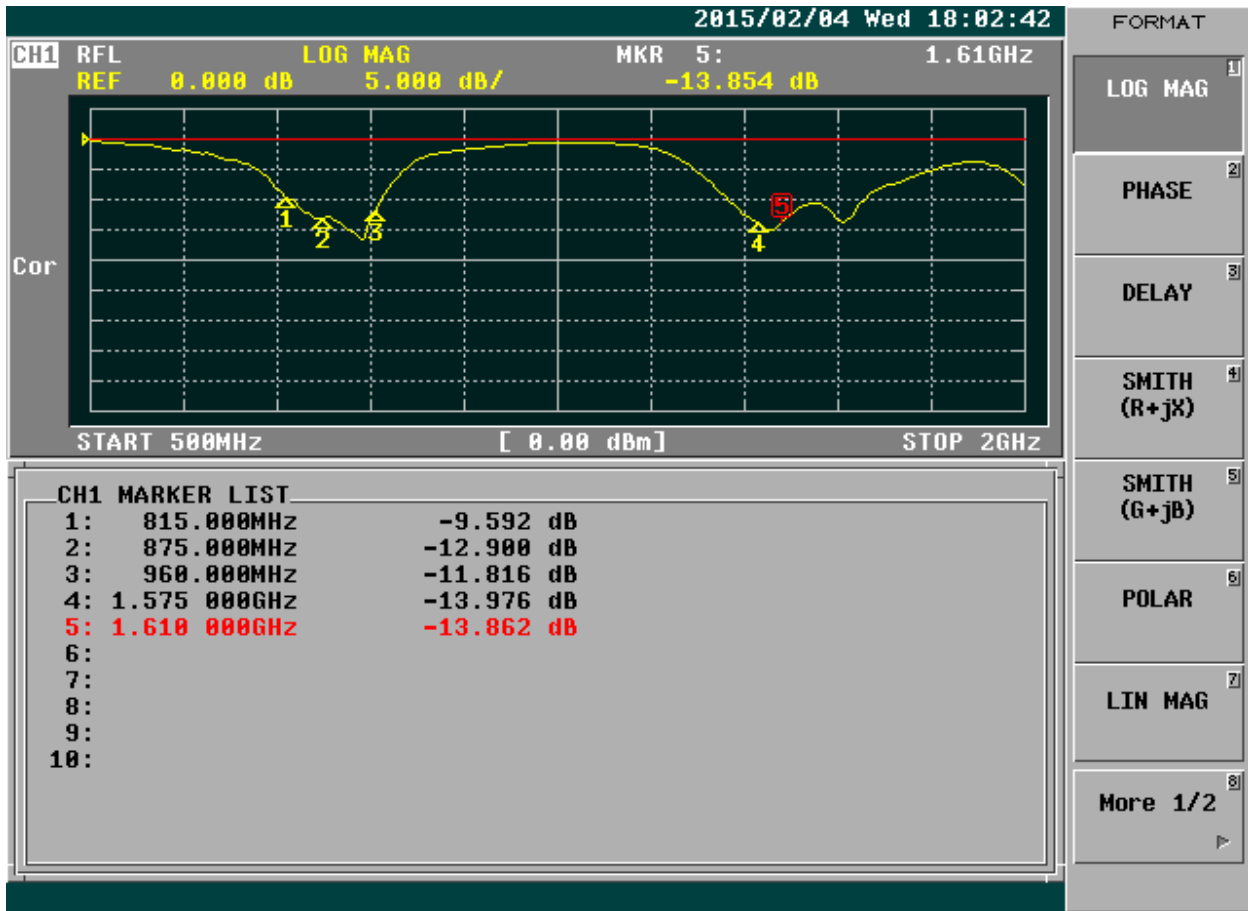 2015/02/04 Wed 18:02:42
CH1 RFL LOG MAG MKR 5: 1.61GHz
REF 0.000 dB 5.000 dB/ -13.854 dB
1
2
3
4
5
Cor
START 500MHz [ 0.00 dBm] STOP 2GHz
CH1 MARKER LIST
1: 815.000MHz -9.592 dB
2: 875.000MHz -12.900 dB
3: 960.000MHz -11.816 dB
4: 1.575 000GHz -13.976 dB
5: 1.610 000GHz -13.862 dB
6:
7:
8:
9:
10:
FORMAT
LOG MAG 1
PHASE 2
DELAY 3
SMITH 4
(R+jX)
SMITH 5
(G+jB)
POLAR 6
LIN MAG 7
More 1/2 8